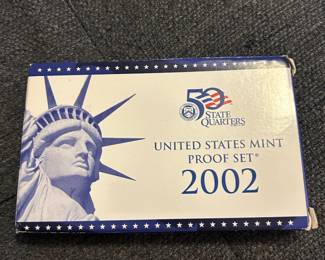 50
STATE
QUARTERS
UNITED STATES MINT
PROOF SET®
2002